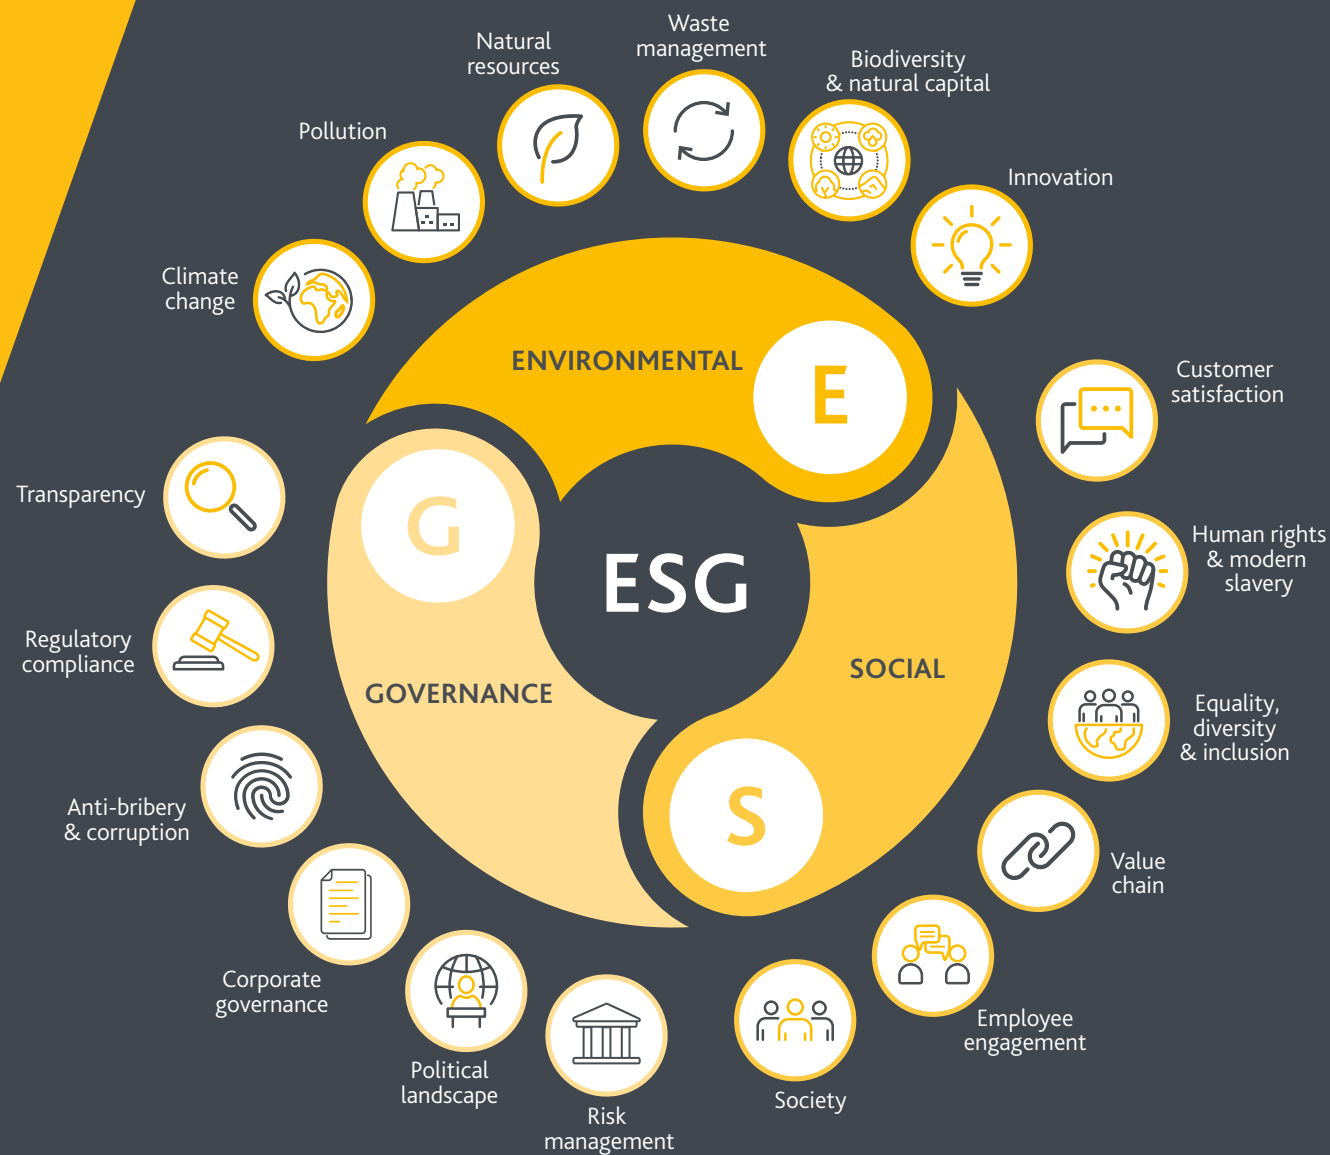 Waste
management
Natural
resources
Biodiversity
& natural capital
Pollution
Innovation
Climate
change
ENVIRONMENTAL
E
Customer
satisfaction
Transparency
G
Human rights
& modern
slavery
ESG
Regulatory
compliance
GOVERNANCE
SOCIAL
Equality,
diversity
& inclusion
S
Anti-bribery
& corruption
Value
chain
Corporate
governance
Employee
engagement
Political
landscape
Society
Risk
management